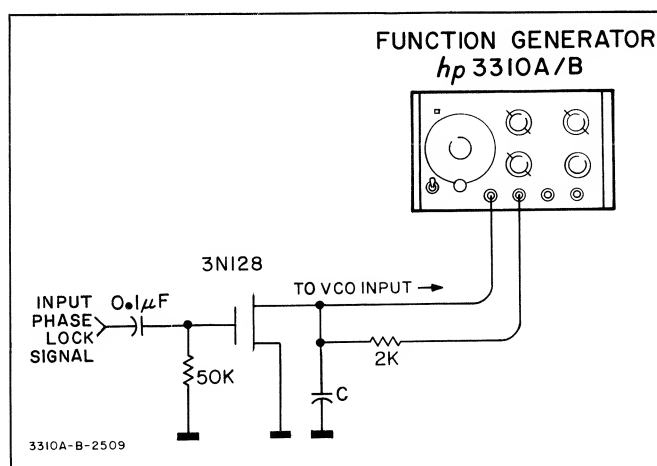 FUNCTION GENERATOR
hp 3310A/B
3N128
TO VCO INPUT →
INPUT
PHASE
LOCK
SIGNAL
0.1µF
2K
50K
C
3310A-B-2509